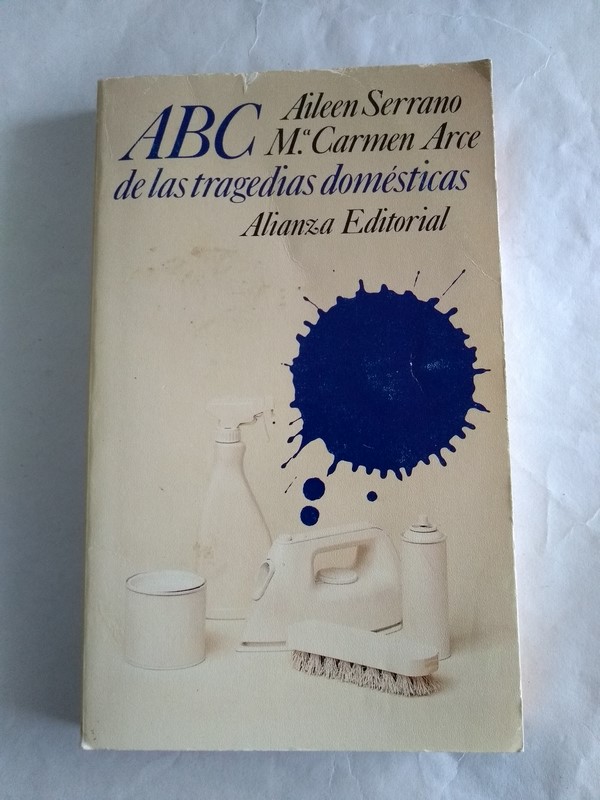 ABC Aileen Serrano
M.ª Carmen Arce
de las tragedias domésticas
Alianza Editorial